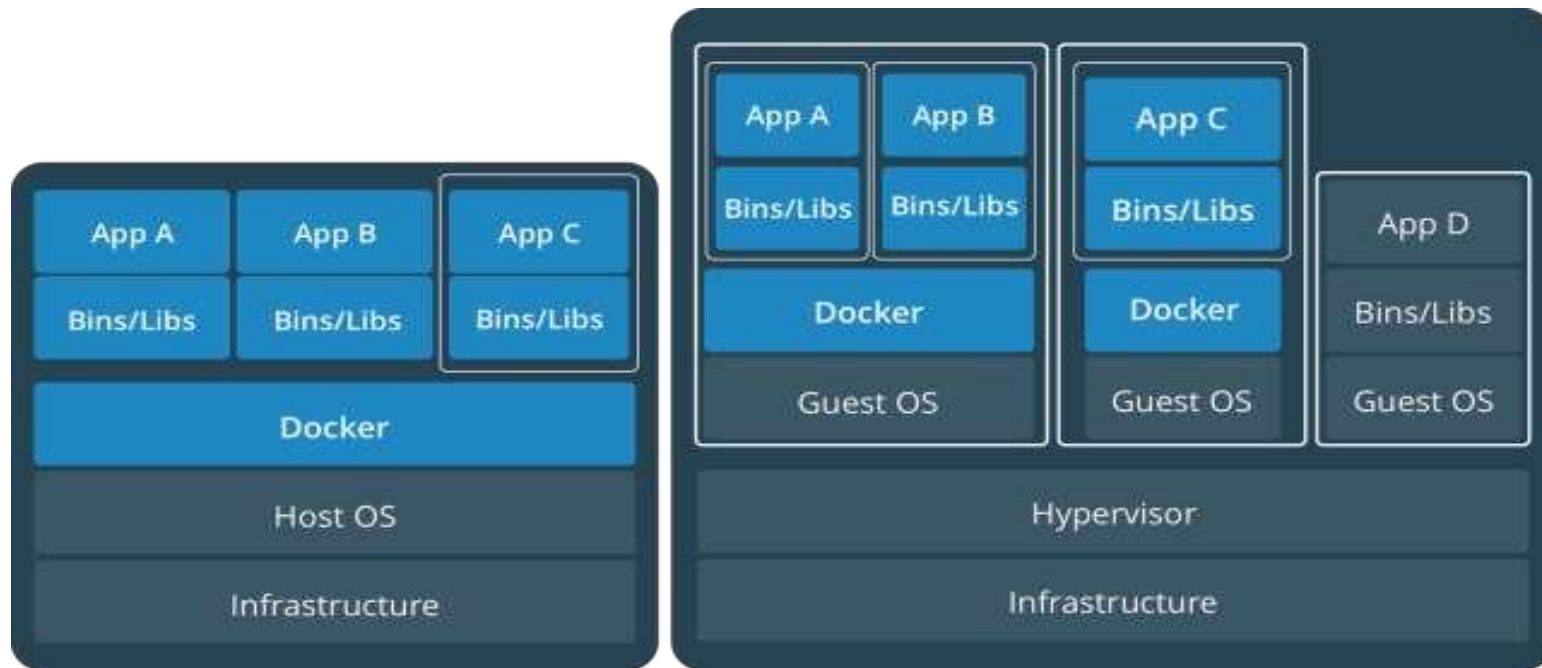 App A
App B
App C
Bins/Libs
Bins/Libs
Bins/Libs
Docker
Host OS
Infrastructure
App A
App B
App C
Bins/Libs
Bins/Libs
Bins/Libs
App D
Docker
Docker
Bins/Libs
Guest OS
Guest OS
Guest OS
Hypervisor
Infrastructure